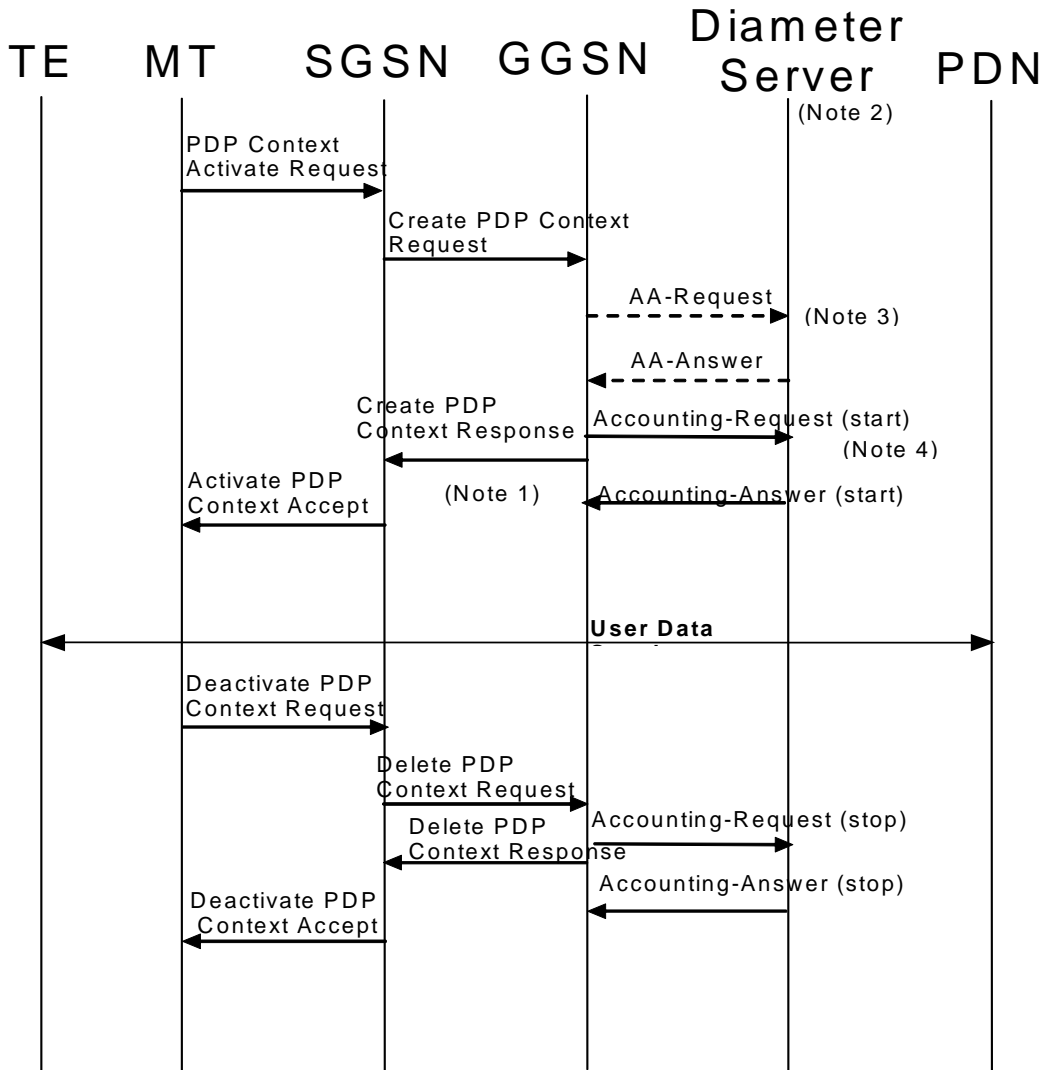 TE MT SGSN GGSN Diameter Server PDN
(Note 2)
PDP Context
Activate Request
Create PDP Context
Request
AA-Request
(Note 3)
AA-Answer
Create PDP
Context Response
Accounting-Request (start)
(Note 4)
Activate PDP
Context Accept
(Note 1)
Accounting-Answer (start)
User Data
Deactivate PDP
Context Request
Delete PDP
Context Request
Accounting-Request (stop)
Delete PDP
Context Response
Accounting-Answer (stop)
Deactivate PDP
Context Accept